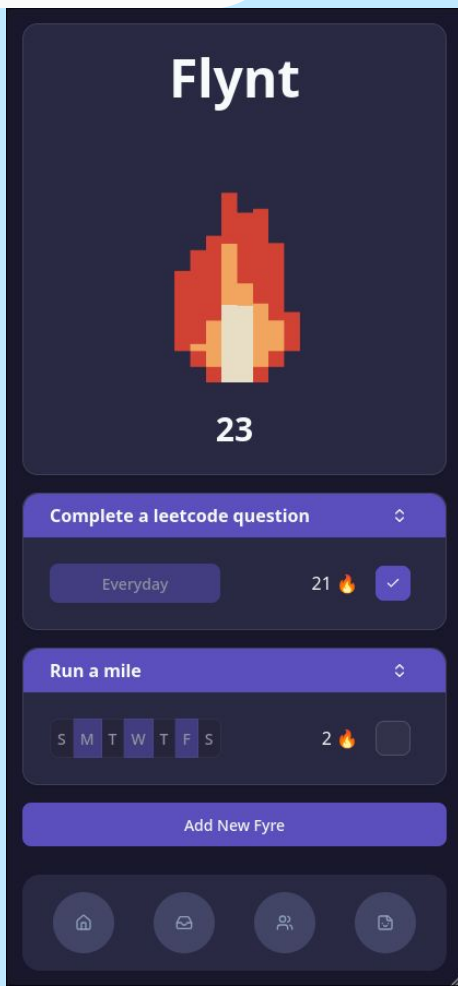 Flynt
23
Complete a leetcode question
Everyday
21 🔥
Run a mile
S M T W T F S
2 🔥
Add New Fyre